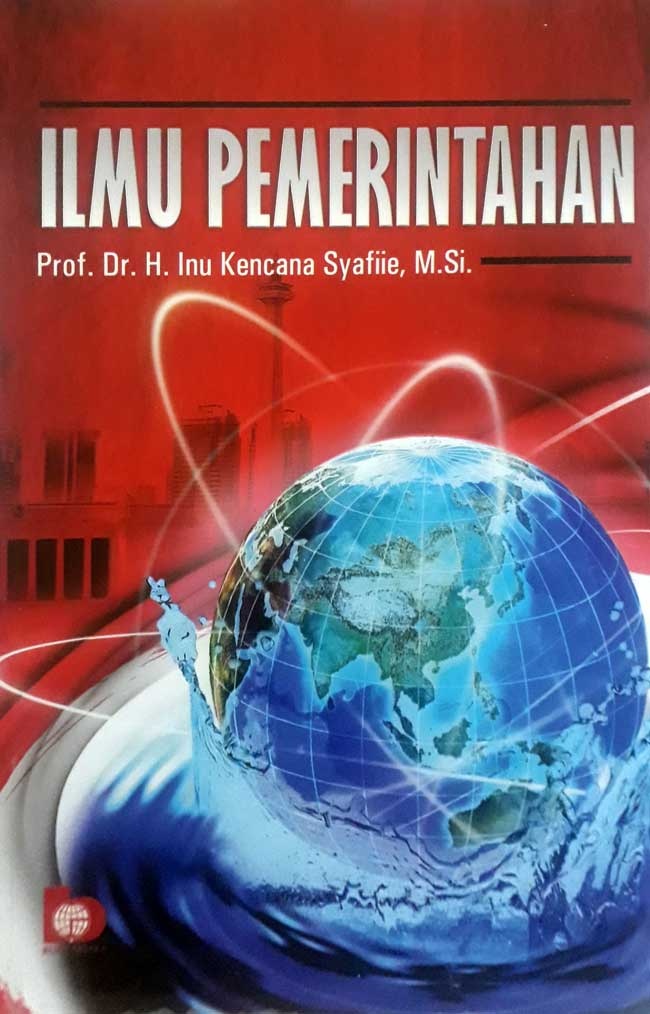 ILMU PEMERINTAHAN
Prof. Dr. H. Inu Kencana Syafiie, M.Si.